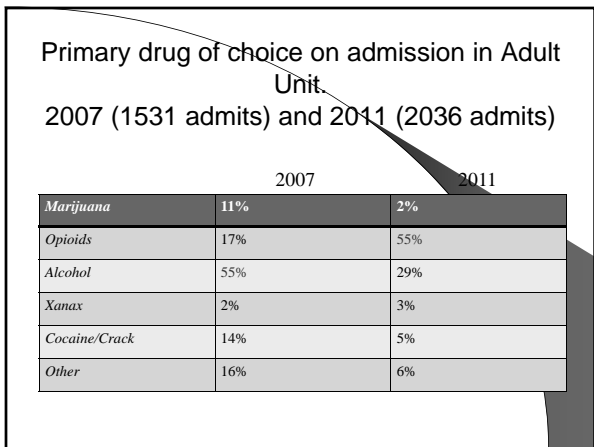 Primary drug of choice on admission in Adult
Unit.
2007 (1531 admits) and 2011 (2036 admits)
2007 2011
Marijuana 11% 2%
Opioids 17% 55%
Alcohol 55% 29%
Xanax 2% 3%
Cocaine/Crack 14% 5%
Other 16% 6%